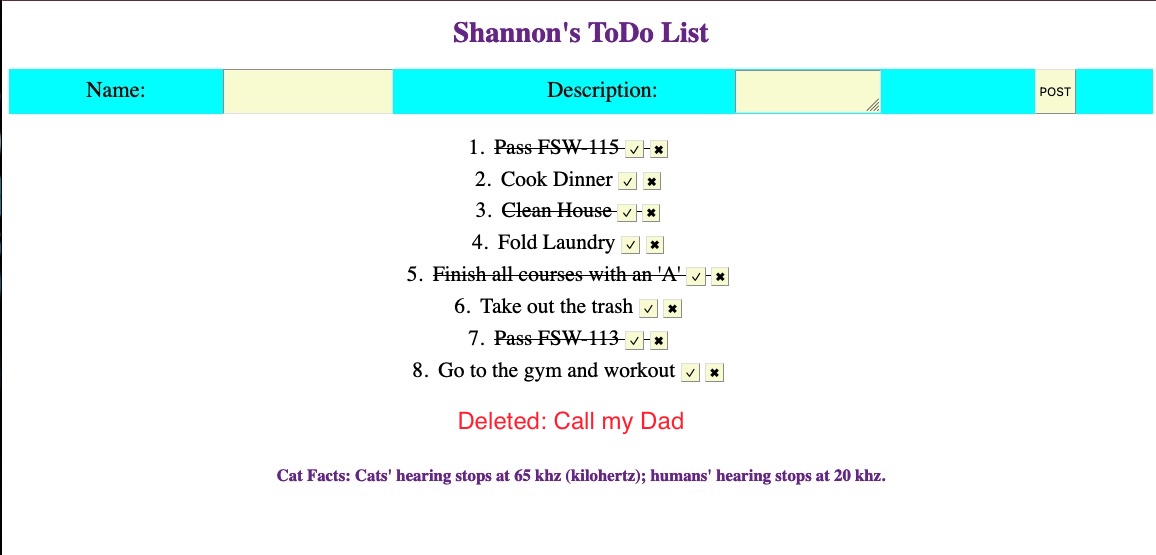 Shannon's ToDo List
Name: Description: POST
1. Pass FSW-115 ✓ ✖
2. Cook Dinner ✓ ✖
3. Clean House ✓ ✖
4. Fold Laundry ✓ ✖
5. Finish all courses with an 'A' ✓ ✖
6. Take out the trash ✓ ✖
7. Pass FSW-113 ✓ ✖
8. Go to the gym and workout ✓ ✖
Deleted: Call my Dad
Cat Facts: Cats' hearing stops at 65 khz (kilohertz); humans' hearing stops at 20 khz.